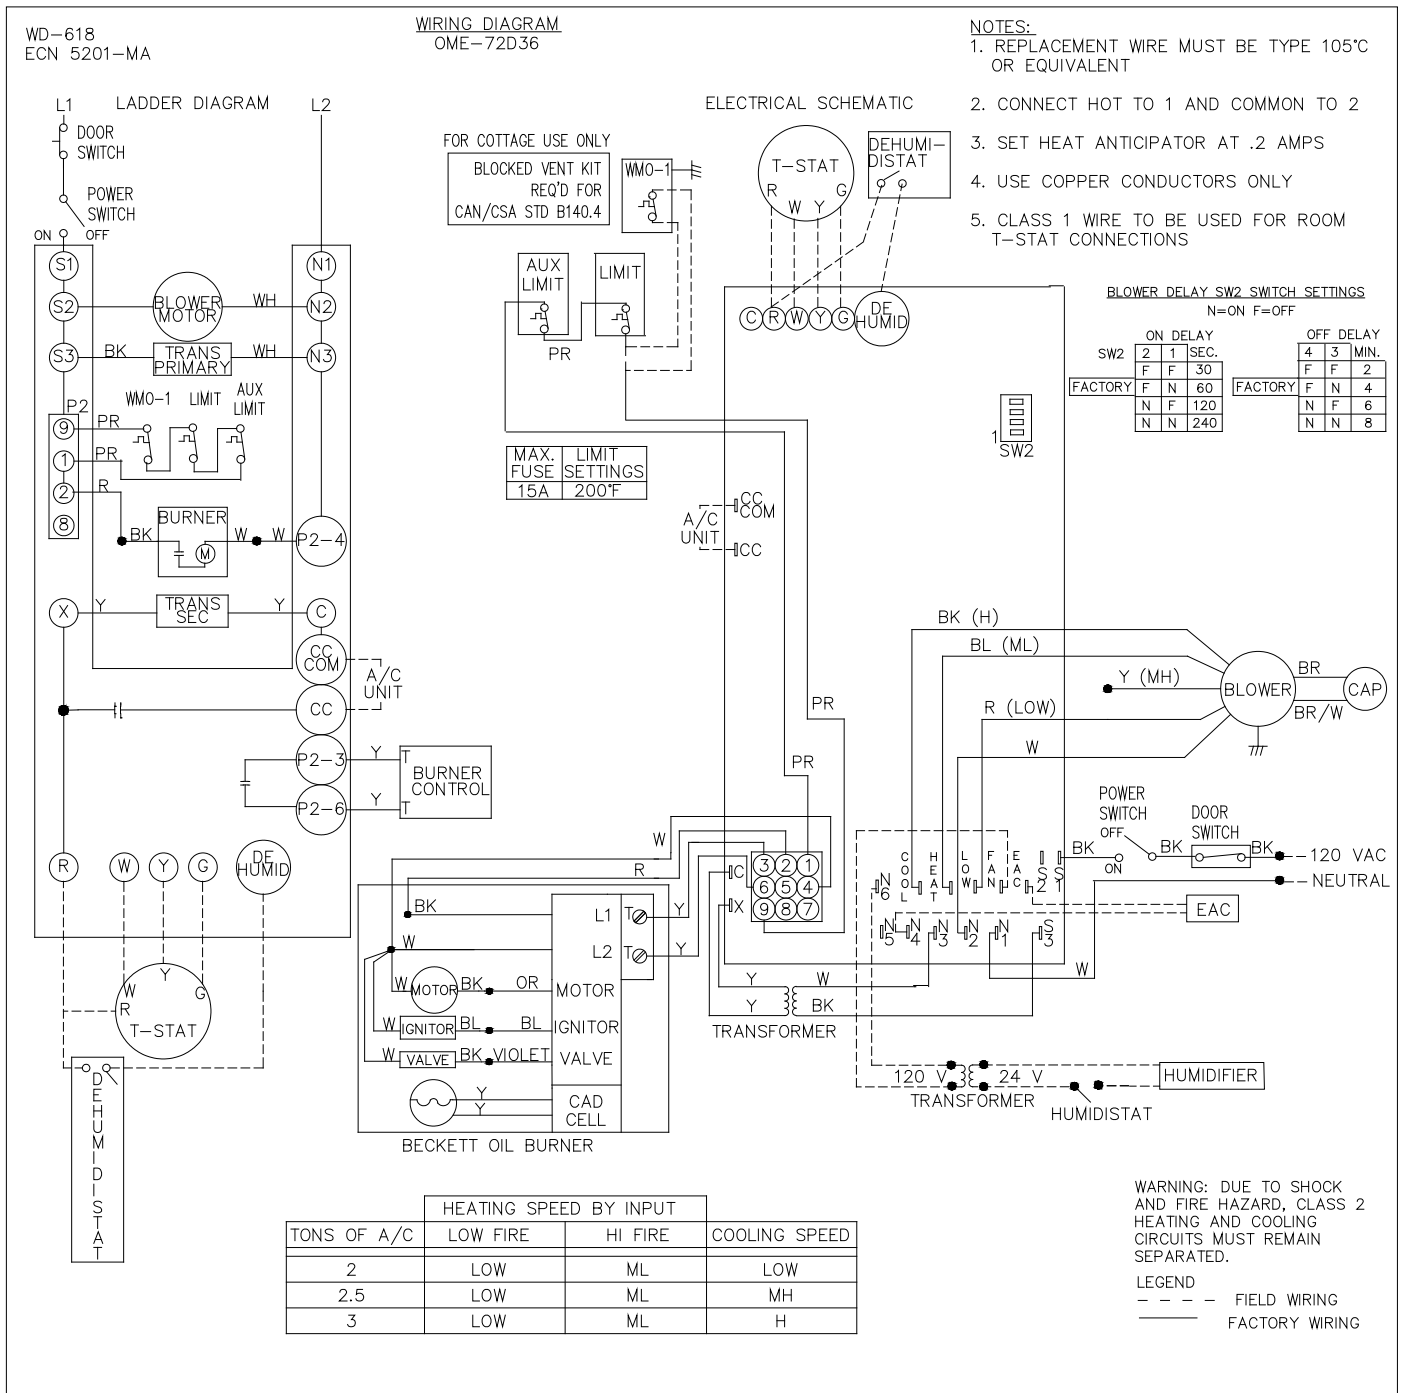 WD-618
ECN 5201-MA
WIRING DIAGRAM
OME-72D36
NOTES:
1. REPLACEMENT WIRE MUST BE TYPE 105°C
OR EQUIVALENT
2. CONNECT HOT TO 1 AND COMMON TO 2
3. SET HEAT ANTICIPATOR AT .2 AMPS
4. USE COPPER CONDUCTORS ONLY
5. CLASS 1 WIRE TO BE USED FOR ROOM
T-STAT CONNECTIONS
L1 LADDER DIAGRAM L2
DOOR
SWITCH
POWER
SWITCH
ON OFF
S1 N1
S2 BLOWER
MOTOR WH N2
S3 BK TRANS
PRIMARY WH N3
P2 WMO-1 LIMIT AUX
LIMIT
9 PR
1 PR
2 R
8
BURNER
BK M W W P2-4
X Y TRANS
SEC Y C
CC
COM
A/C
UNIT
CC
P2-3 Y T
BURNER
CONTROL
P2-6 Y T
R W Y G DE
HUMID
W Y G
R
T-STAT
DEHUMIDISTAT
ELECTRICAL SCHEMATIC
FOR COTTAGE USE ONLY
BLOCKED VENT KIT
REQ'D FOR
CAN/CSA STD B140.4
WMO-1
T-STAT
R W Y G
DEHUMI-
DISTAT
AUX
LIMIT
LIMIT
PR
C R W Y G DE
HUMID
MAX.
FUSE LIMIT
SETTINGS
15A 200°F
A/C
UNIT
CC
COM
CC
1
SW2
BLOWER DELAY SW2 SWITCH SETTINGS
N=ON F=OFF
ON DELAY
SW2 2 1 SEC.
F F 30
FACTORY F N 60
N F 120
N N 240
OFF DELAY
4 3 MIN.
F F 2
FACTORY F N 4
N F 6
N N 8
BK (H)
BL (ML)
Y (MH)
R (LOW)
W
BLOWER
BR
BR/W
CAP
PR
PR
POWER
SWITCH
OFF
ON
DOOR
SWITCH
BK BK BK 120 VAC
NEUTRAL
EAC
W
R
3 2 1
6 5 4
9 8 7
C
X
N6 COOL HEAT LOW FAN EAC S2 S1
N5 N4 N3 N2 N1 S3
W
BK L1 T Y
W L2 T Y
W MOTOR BK OR MOTOR
W IGNITOR BL BL IGNITOR
W VALVE BK VIOLET VALVE
Y
Y
CAD
CELL
BECKETT OIL BURNER
Y W
Y BK
TRANSFORMER
120 V 24 V
TRANSFORMER
HUMIDISTAT
HUMIDIFIER
HEATING SPEED BY INPUT
TONS OF A/C LOW FIRE HI FIRE COOLING SPEED
2 LOW ML LOW
2.5 LOW ML MH
3 LOW ML H
WARNING: DUE TO SHOCK
AND FIRE HAZARD, CLASS 2
HEATING AND COOLING
CIRCUITS MUST REMAIN
SEPARATED.
LEGEND
FIELD WIRING
FACTORY WIRING